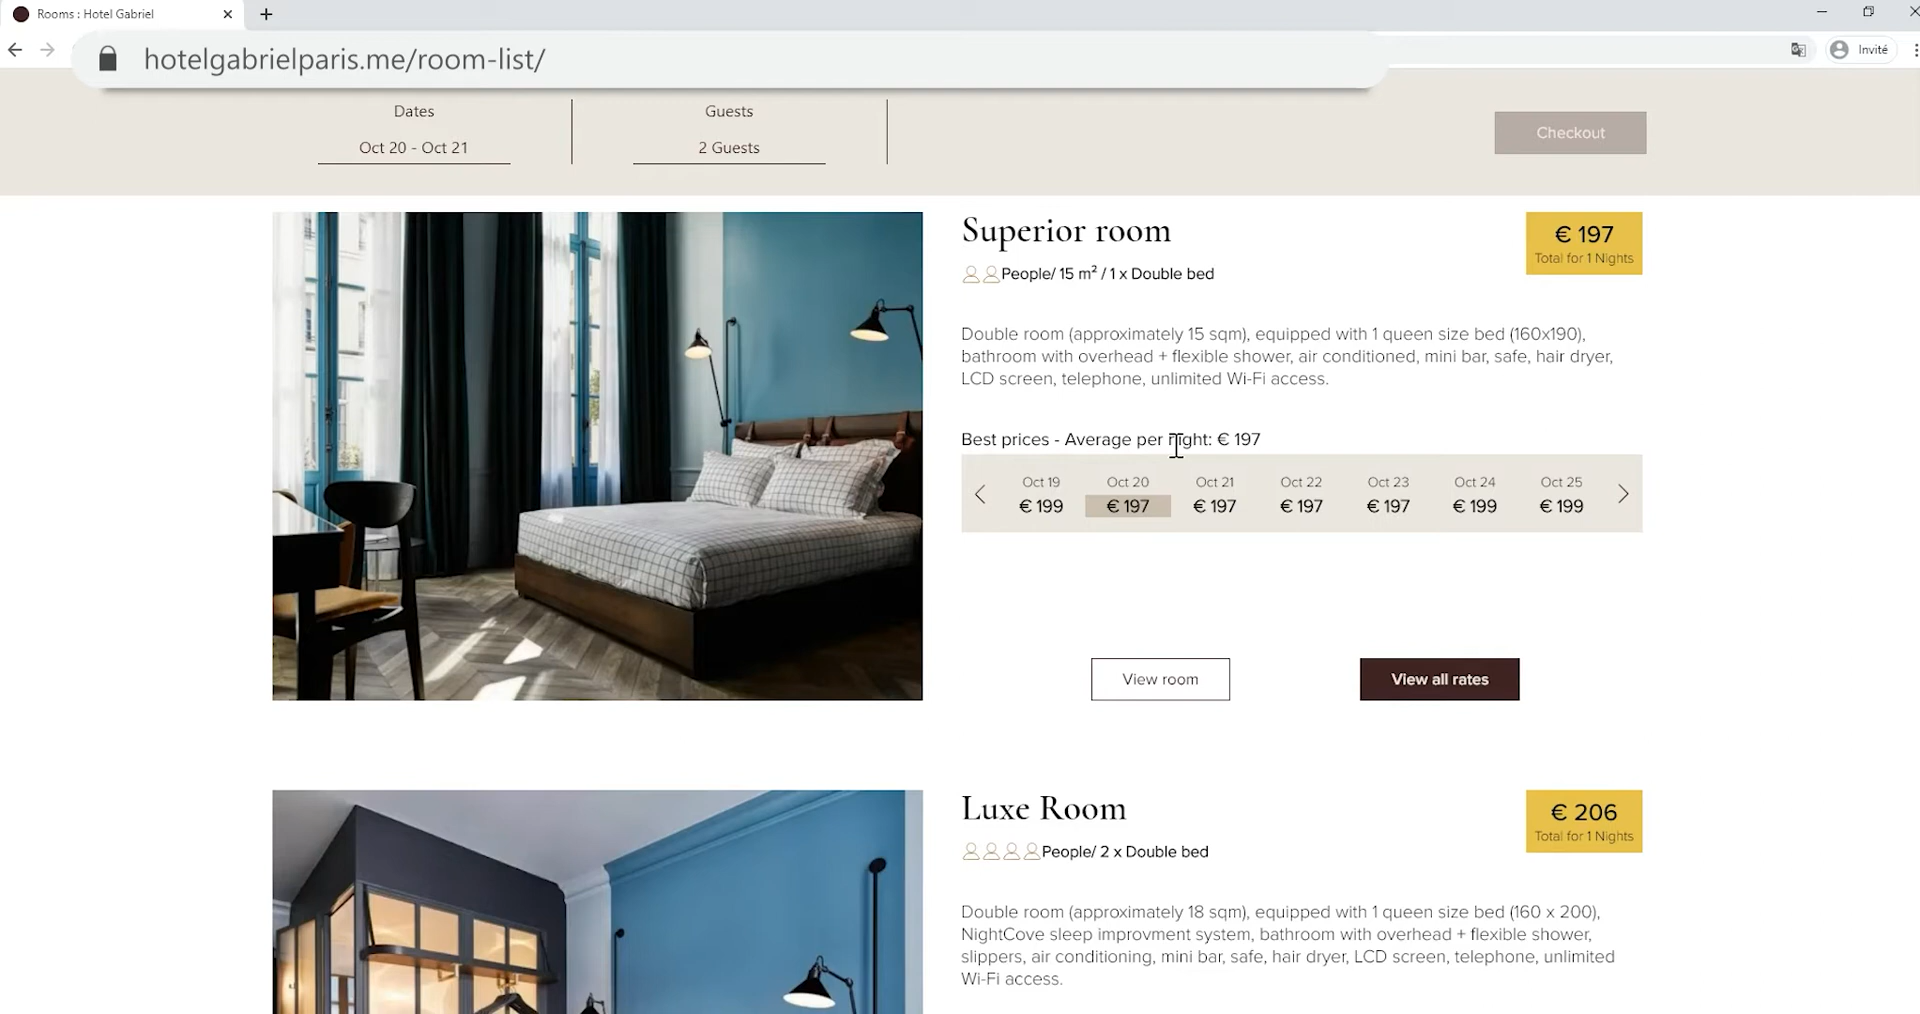 Rooms : Hotel Gabriel
hotelgabrielparis.me/room-list/
Invité
Dates
Guests
Oct 20 - Oct 21
2 Guests
Checkout
Superior room
€ 197
Total for 1 Nights
People/ 15 m² / 1 x Double bed
Double room (approximately 15 sqm), equipped with 1 queen size bed (160x190),
bathroom with overhead + flexible shower, air conditioned, mini bar, safe, hair dryer,
LCD screen, telephone, unlimited Wi-Fi access.
Best prices - Average per night: € 197
Oct 19 Oct 20 Oct 21 Oct 22 Oct 23 Oct 24 Oct 25
€ 199 € 197 € 197 € 197 € 197 € 199 € 199
View room
View all rates
Luxe Room
€ 206
Total for 1 Nights
People/ 2 x Double bed
Double room (approximately 18 sqm), equipped with 1 queen size bed (160 x 200),
NightCove sleep improvment system, bathroom with overhead + flexible shower,
slippers, air conditioning, mini bar, safe, hair dryer, LCD screen, telephone, unlimited
Wi-Fi access.